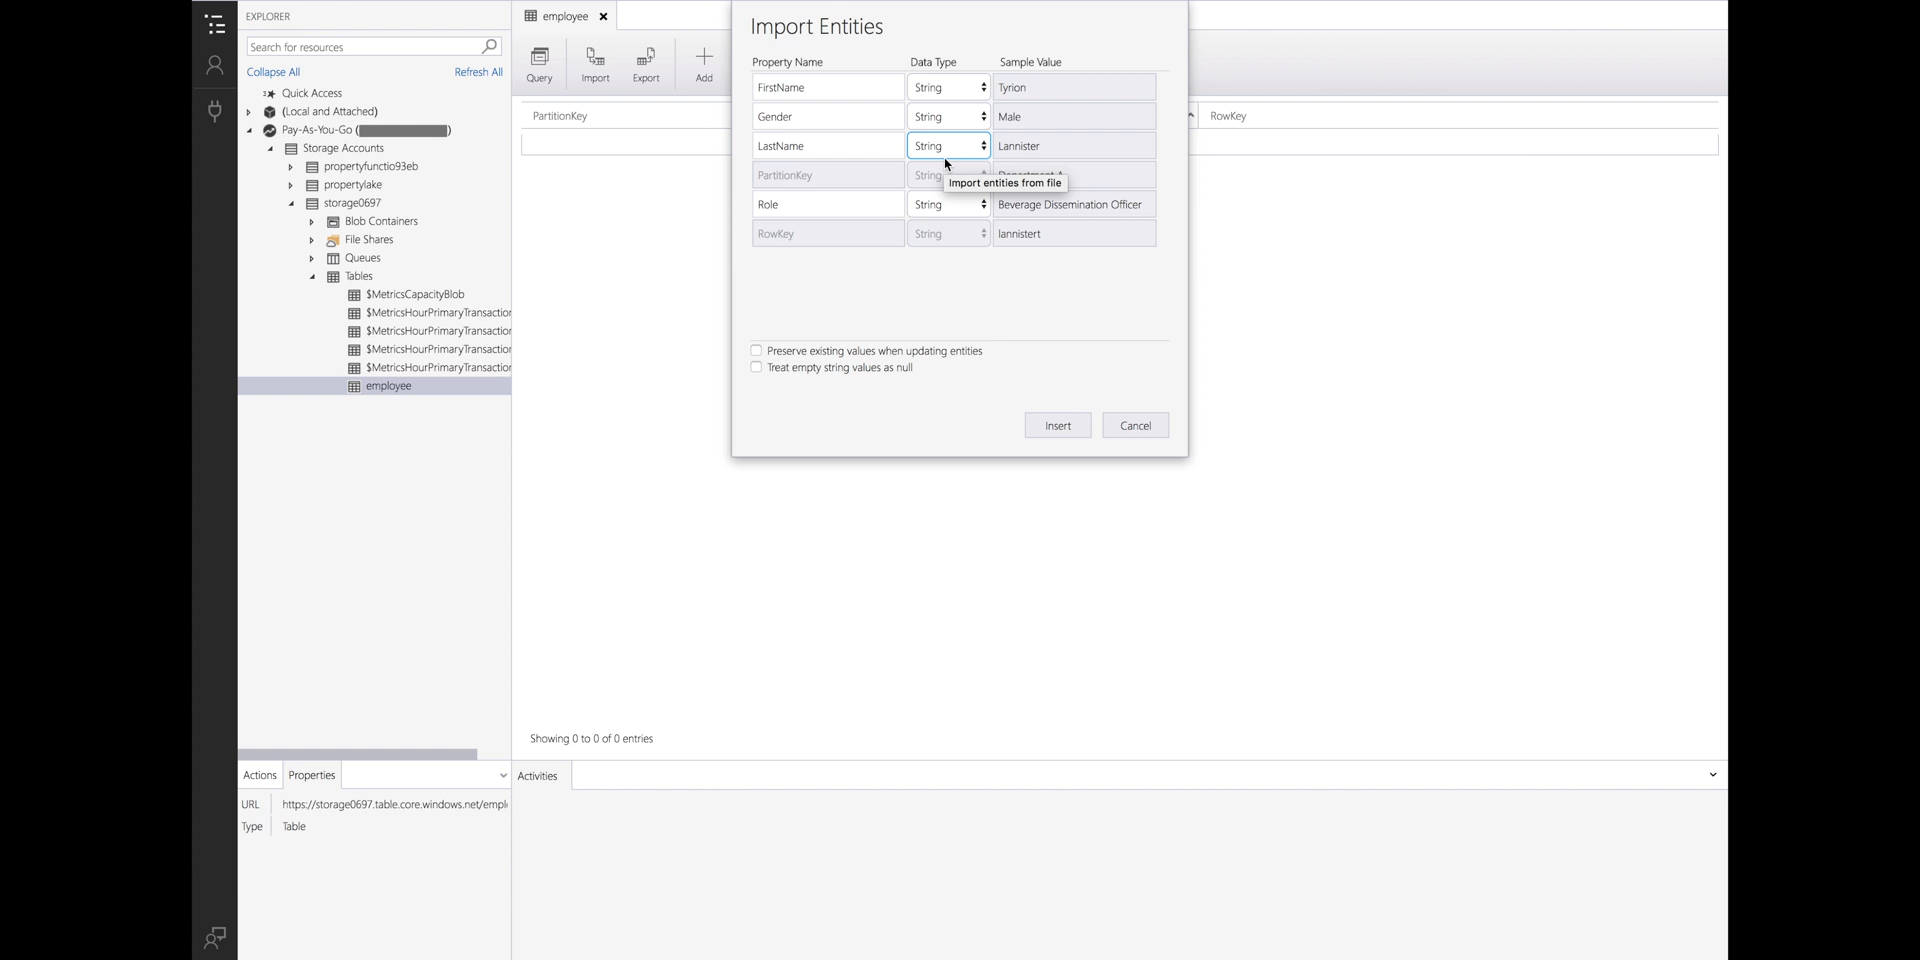 EXPLORER
Search for resources
Collapse All
Refresh All
Quick Access
(Local and Attached)
Pay-As-You-Go (
)
Storage Accounts
propertyfunctio93eb
propertylake
storage0697
Blob Containers
File Shares
Queues
Tables
$MetricsCapacityBlob
$MetricsHourPrimaryTransaction
$MetricsHourPrimaryTransaction
$MetricsHourPrimaryTransaction
$MetricsHourPrimaryTransaction
employee
Actions
Properties
URL
https://storage0697.table.core.windows.net/empl
Type
Table
employee
Query
Import
Export
Add
PartitionKey
RowKey
Import Entities
Property Name
Data Type
Sample Value
FirstName
String
Tyrion
Gender
String
Male
LastName
String
Lannister
PartitionKey
String
Import entities from file
Role
String
Beverage Dissemination Officer
RowKey
String
lannistert
Preserve existing values when updating entities
Treat empty string values as null
Insert
Cancel
Showing 0 to 0 of 0 entries
Activities